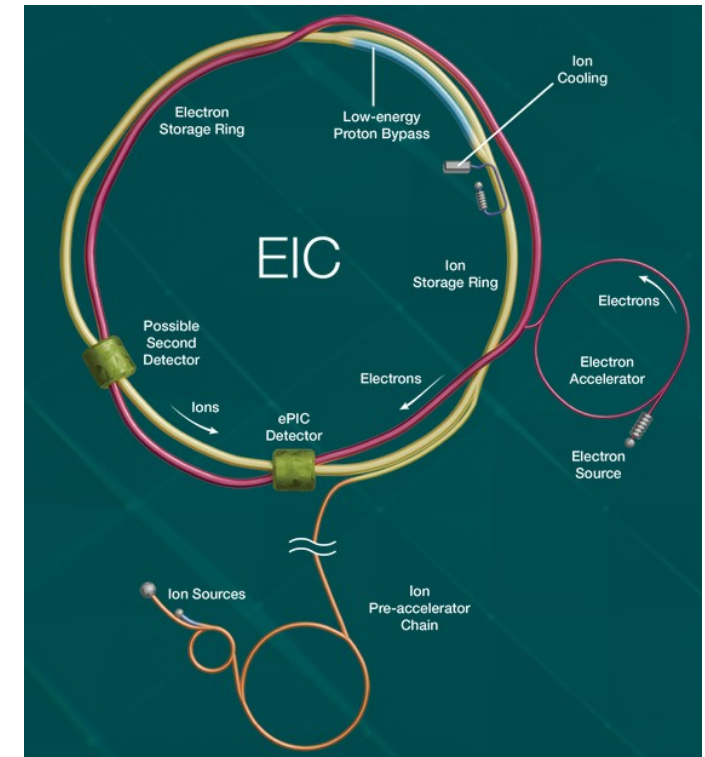 Ion
Cooling
Low-energy
Proton Bypass
Electron
Storage Ring
EIC
Ion
Storage Ring
Electrons
Electron
Accelerator
Possible
Second
Detector
Electrons
Ions
ePIC
Detector
Electron
Source
Ion Sources
Ion
Pre-accelerator
Chain